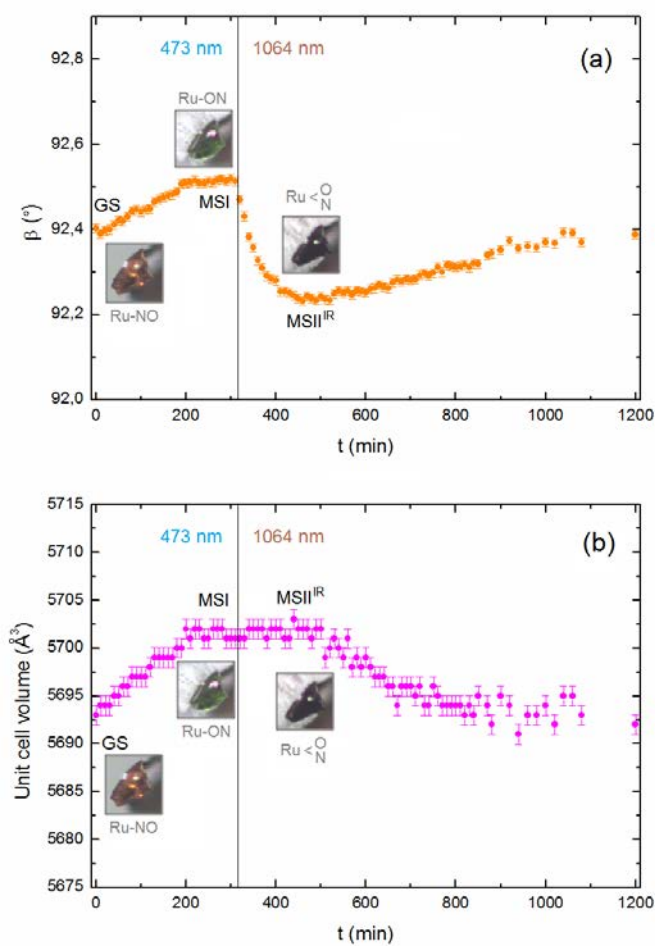 473 nm 1064 nm (a)
92,8
92,6
92,4
92,2
92,0
β (°)
Ru-ON
GS
MSI
Ru<O
N
Ru-NO
MSII^IR
0 200 400 600 800 1000 1200
t (min)
473 nm 1064 nm (b)
5715
5710
5705
5700
5695
5690
5685
5680
5675
Unit cell volume (Å³)
MSI MSII^IR
Ru-ON
Ru<O
N
GS
Ru-NO
0 200 400 600 800 1000 1200
t (min)